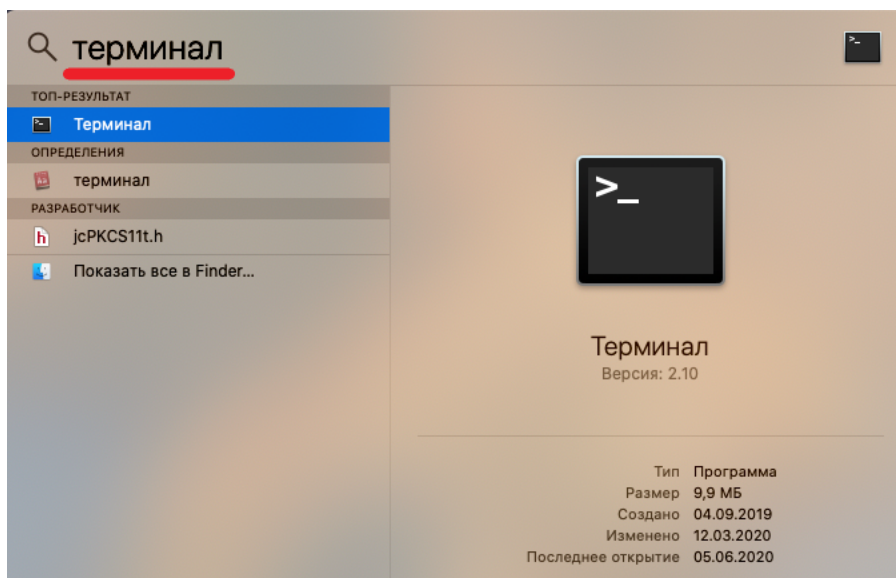 терминал
ТОП-РЕЗУЛЬТАТ
Терминал
ОПРЕДЕЛЕНИЯ
терминал
РАЗРАБОТЧИК
jcPKCS11t.h
Показать все в Finder...
>_
Терминал
Версия: 2.10
Тип Программа
Размер 9,9 МБ
Создано 04.09.2019
Изменено 12.03.2020
Последнее открытие 05.06.2020